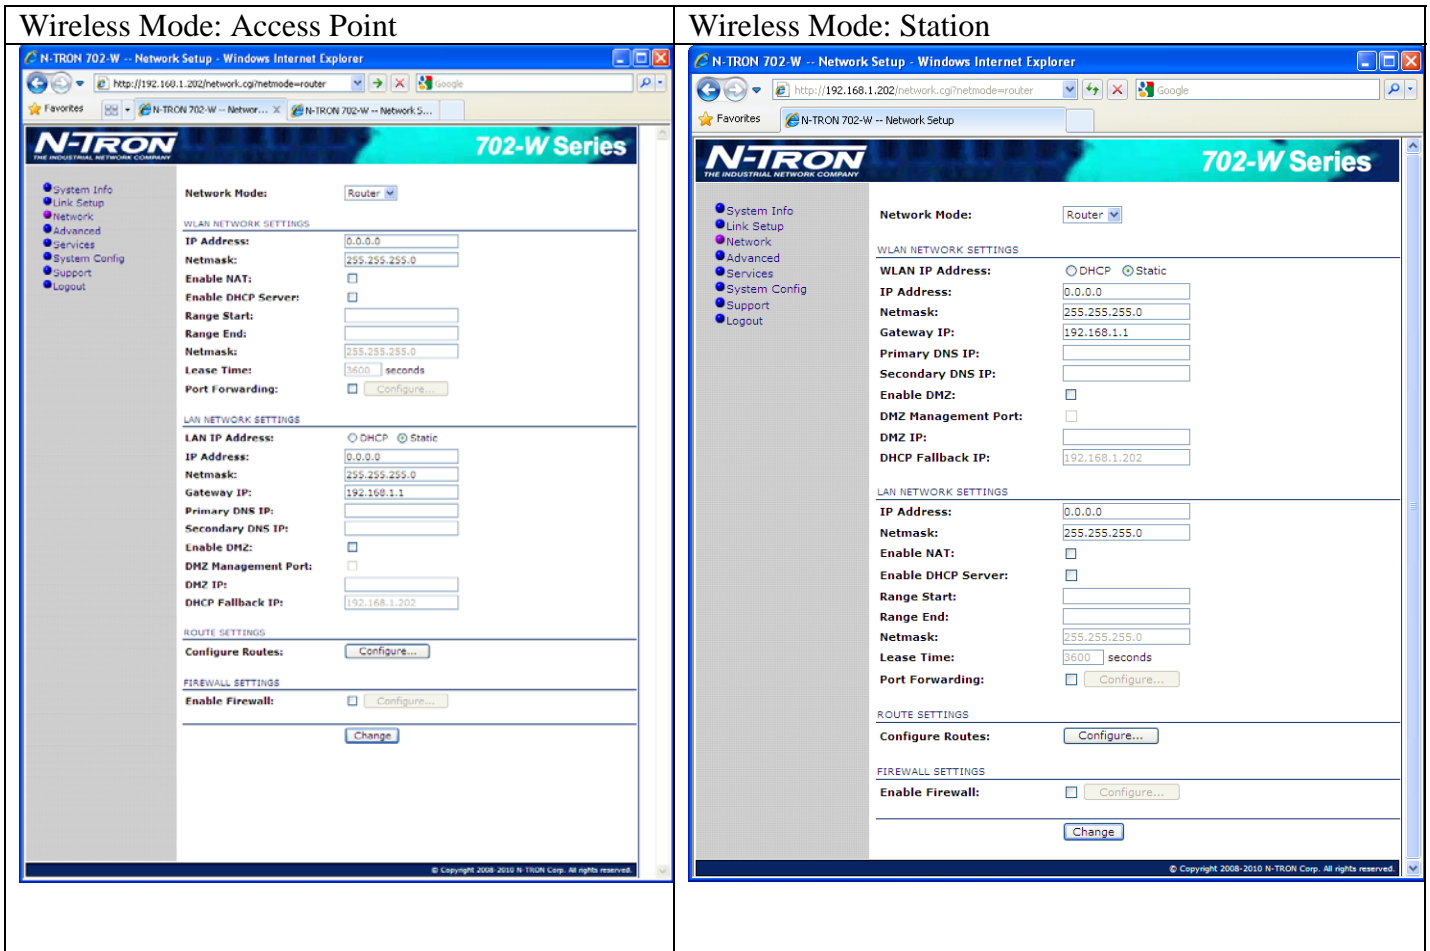 Wireless Mode: Access Point
N-TRON 702-W -- Network Setup - Windows Internet Explorer
http://192.168.1.202/network.cgi?netmode=router
Google
Favorites
N-TRON 702-W -- Networ...
N-TRON 702-W -- Network S...
N-TRON
THE INDUSTRIAL NETWORK COMPANY
702-W Series
System Info
Link Setup
Network
Advanced
Services
System Config
Support
Logout
Network Mode: Router
WLAN NETWORK SETTINGS
IP Address: 0.0.0.0
Netmask: 255.255.255.0
Enable NAT:
Enable DHCP Server:
Range Start:
Range End:
Netmask: 255.255.255.0
Lease Time: 3600 seconds
Port Forwarding: Configure...
LAN NETWORK SETTINGS
LAN IP Address: DHCP Static
IP Address: 0.0.0.0
Netmask: 255.255.255.0
Gateway IP: 192.168.1.1
Primary DNS IP:
Secondary DNS IP:
Enable DMZ:
DMZ Management Port:
DMZ IP:
DHCP Fallback IP: 192.168.1.202
ROUTE SETTINGS
Configure Routes: Configure...
FIREWALL SETTINGS
Enable Firewall: Configure...
Change
© Copyright 2008-2010 N-TRON Corp. All rights reserved.
Wireless Mode: Station
N-TRON 702-W -- Network Setup - Windows Internet Explorer
http://192.168.1.202/network.cgi?netmode=router
Google
Favorites
N-TRON 702-W -- Network Setup
N-TRON
THE INDUSTRIAL NETWORK COMPANY
702-W Series
System Info
Link Setup
Network
Advanced
Services
System Config
Support
Logout
Network Mode: Router
WLAN NETWORK SETTINGS
WLAN IP Address: DHCP Static
IP Address: 0.0.0.0
Netmask: 255.255.255.0
Gateway IP: 192.168.1.1
Primary DNS IP:
Secondary DNS IP:
Enable DMZ:
DMZ Management Port:
DMZ IP:
DHCP Fallback IP: 192.168.1.202
LAN NETWORK SETTINGS
IP Address: 0.0.0.0
Netmask: 255.255.255.0
Enable NAT:
Enable DHCP Server:
Range Start:
Range End:
Netmask: 255.255.255.0
Lease Time: 3600 seconds
Port Forwarding: Configure...
ROUTE SETTINGS
Configure Routes: Configure...
FIREWALL SETTINGS
Enable Firewall: Configure...
Change
© Copyright 2008-2010 N-TRON Corp. All rights reserved.